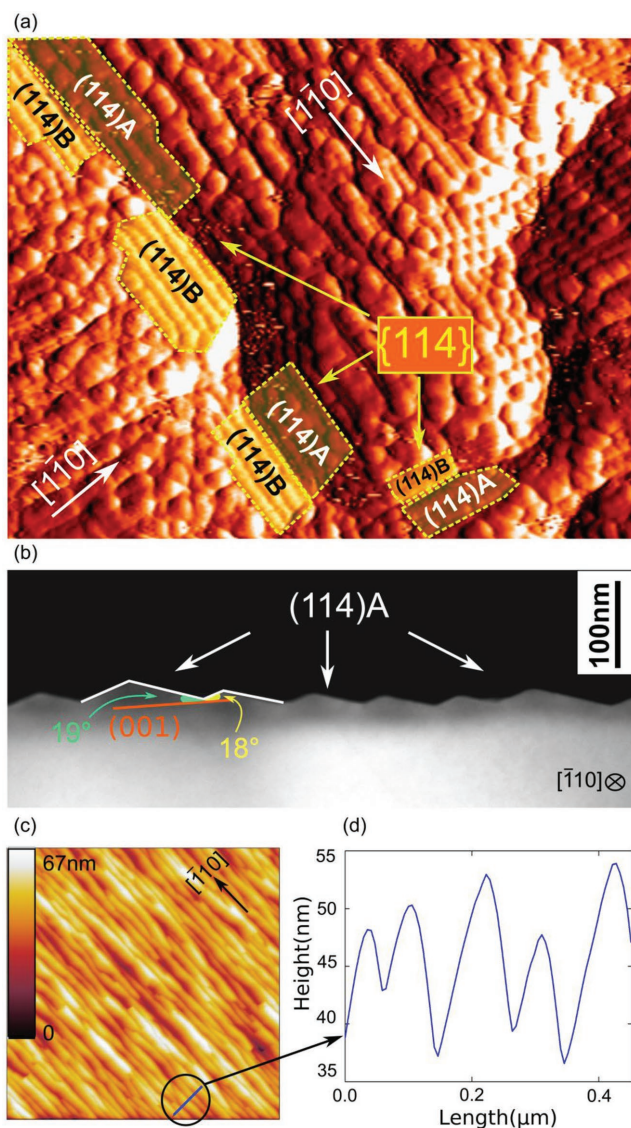 (a)
(114)A
(114)B
[11̄0]
(114)B
{114}
(114)A
(114)B
(114)B
(114)A
[11̄0]
(b)
(114)A
100nm
19°
(001)
18°
[1̄10]
(c)
(d)
67nm
[1̄10]
0
Height(nm)
55
50
45
40
35
0.0
0.2
0.4
Length(μm)